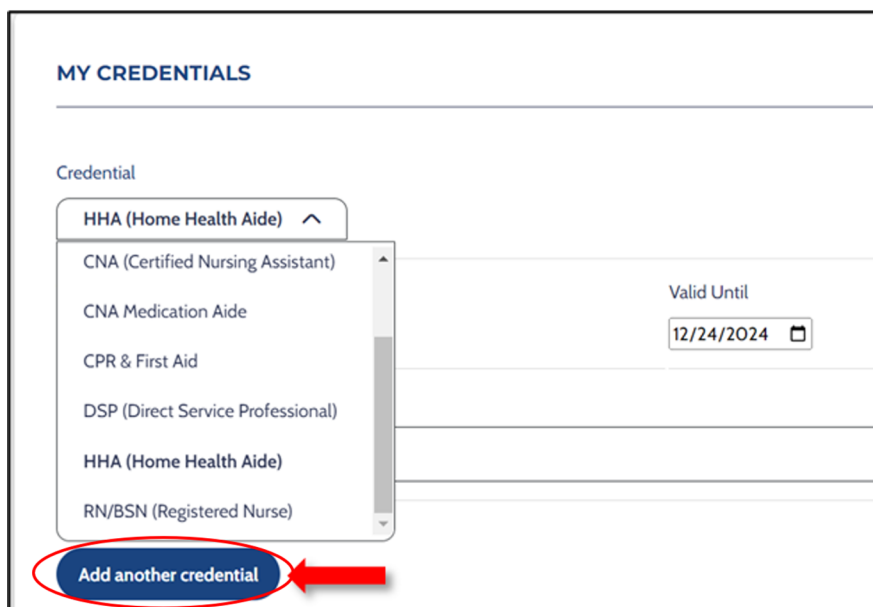 MY CREDENTIALS
Credential
HHA (Home Health Aide)
CNA (Certified Nursing Assistant)
Valid Until
CNA Medication Aide
12/24/2024
CPR & First Aid
DSP (Direct Service Professional)
HHA (Home Health Aide)
RN/BSN (Registered Nurse)
Add another credential